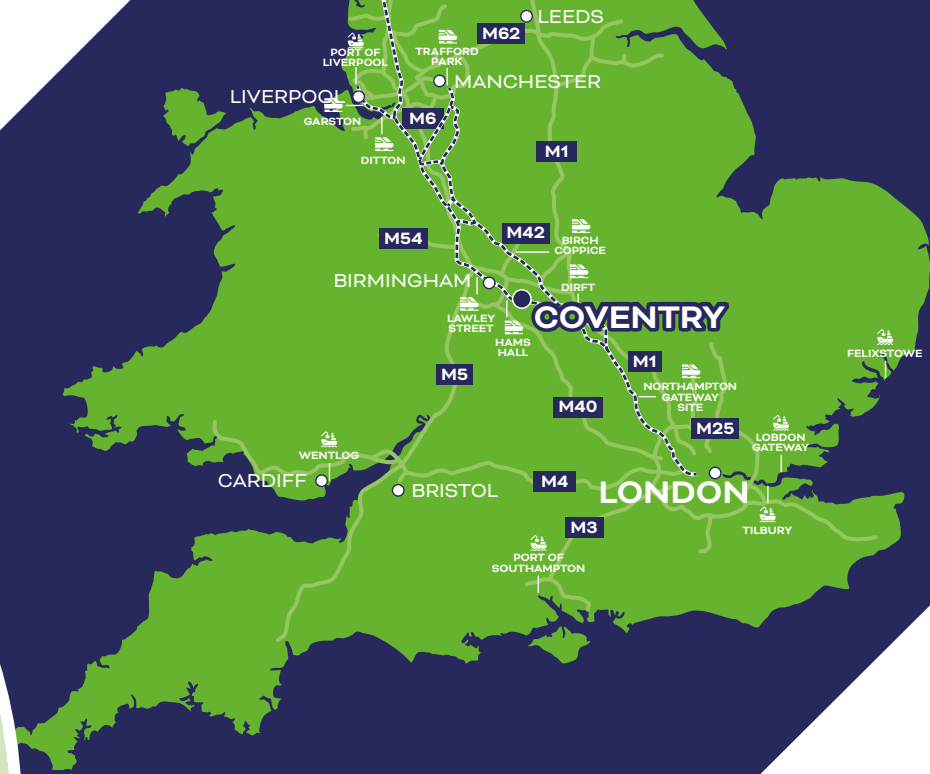 LEEDS
M62
PORT OF
LIVERPOOL
TRAFFORD
PARK
MANCHESTER
LIVERPOOL
GARSTON
M6
DITTON
M1
M54
M42
BIRCH
COPPICE
BIRMINGHAM
DIRFT
LAWLEY
STREET
HAMS
HALL
COVENTRY
FELIXSTOWE
M1
M5
NORTHAMPTON
GATEWAY
SITE
M40
M25
LOBDON
GATEWAY
WENTLOG
CARDIFF
BRISTOL
M4
LONDON
TILBURY
M3
PORT OF
SOUTHAMPTON